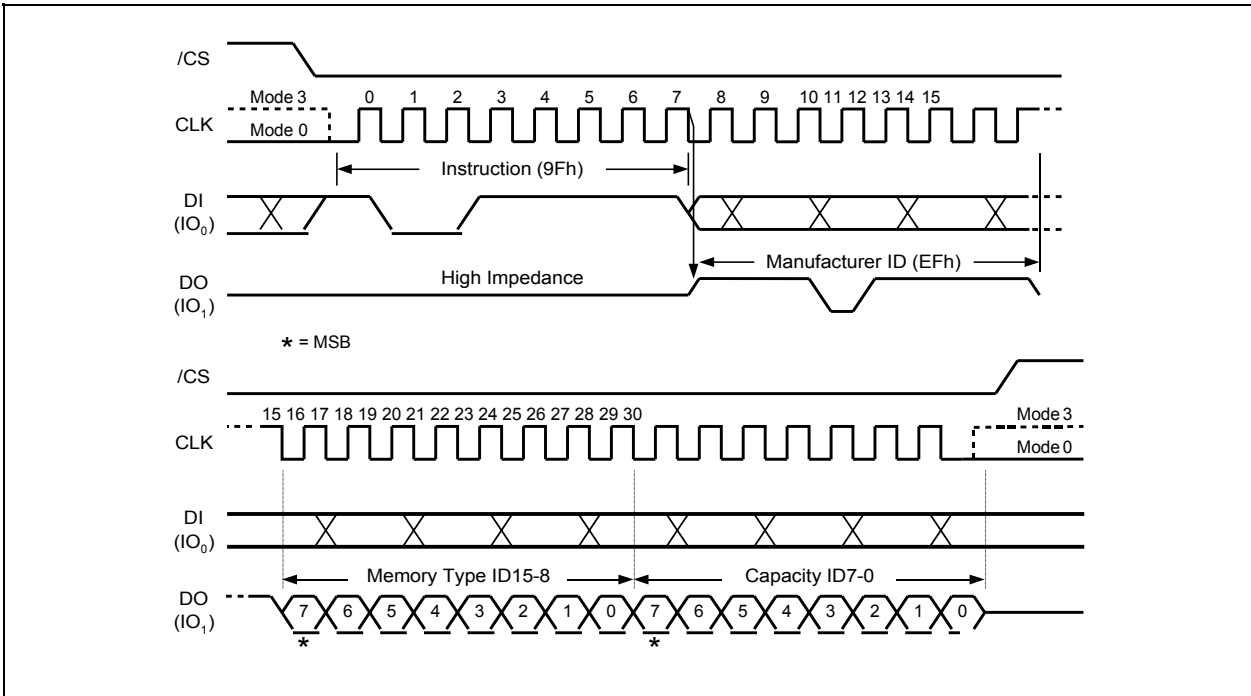 /CS
Mode 3 0 1 2 3 4 5 6 7 8 9 10 11 12 13 14 15
CLK
Mode 0
Instruction (9Fh)
DI
(IO₀)
Manufacturer ID (EFh)
High Impedance
DO
(IO₁)
* = MSB
/CS
15 16 17 18 19 20 21 22 23 24 25 26 27 28 29 30 Mode 3
CLK
Mode 0
DI
(IO₀)
Memory Type ID15-8 Capacity ID7-0
DO
(IO₁)
7 6 5 4 3 2 1 0 7 6 5 4 3 2 1 0
* *